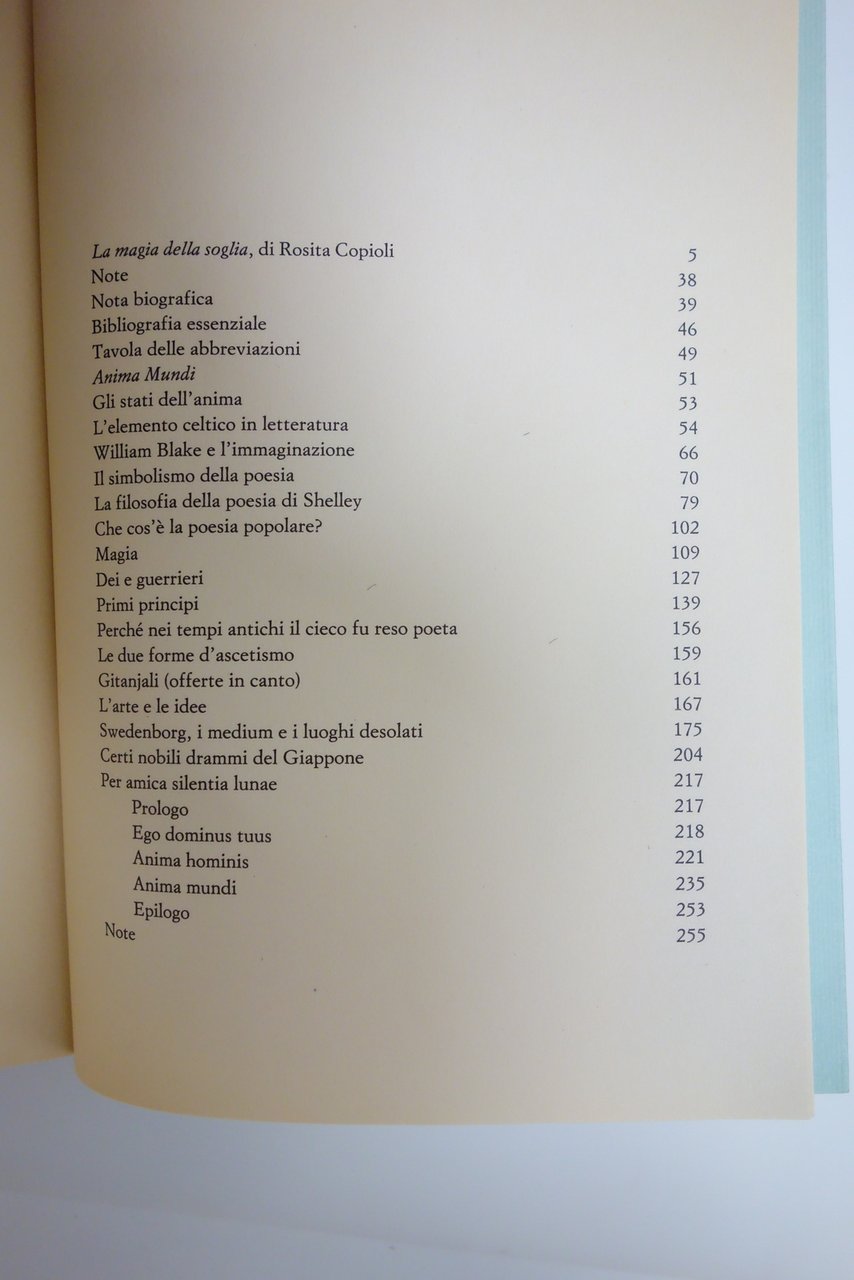 La magia della soglia, di Rosita Copioli 5
Note 38
Nota biografica 39
Bibliografia essenziale 46
Tavola delle abbreviazioni 49
Anima Mundi 51
Gli stati dell'anima 53
L'elemento celtico in letteratura 54
William Blake e l'immaginazione 66
Il simbolismo della poesia 70
La filosofia della poesia di Shelley 79
Che cos'è la poesia popolare? 102
Magia 109
Dei e guerrieri 127
Primi principi 139
Perché nei tempi antichi il cieco fu reso poeta 156
Le due forme d'ascetismo 159
Gitanjali (offerte in canto) 161
L'arte e le idee 167
Swedenborg, i medium e i luoghi desolati 175
Certi nobili drammi del Giappone 204
Per amica silentia lunae 217
Prologo 217
Ego dominus tuus 218
Anima hominis 221
Anima mundi 235
Epilogo 253
Note 255